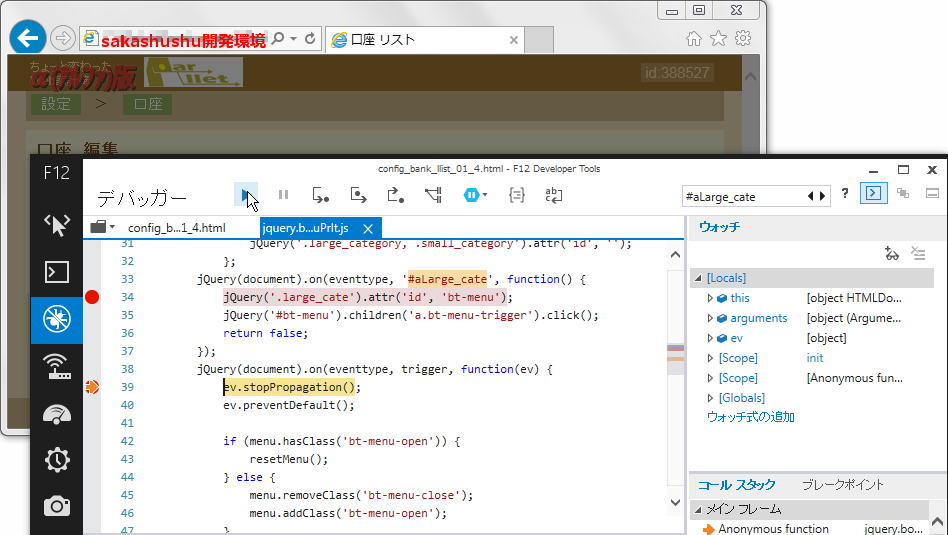 sakashushu開発環境
口座 リスト
ちょーと変わった
α(アルファ)版
id:388527
設定 > 口座
口座 編集
config_bank_llist_01_4.html - F12 Developer Tools
F12
デバッガー
#aLarge_cate
?
config_b...1_4.html
jquery.b...uPrlt.js
31 jQuery('.large_category, .small_category').attr('id', '');
32 };
33 jQuery(document).on(eventtype, '#aLarge_cate', function() {
34 jQuery('.large_cate').attr('id', 'bt-menu');
35 jQuery('#bt-menu').children('a.bt-menu-trigger').click();
36 return false;
37 });
38 jQuery(document).on(eventtype, trigger, function(ev) {
39 ev.stopPropagation();
40 ev.preventDefault();
41
42 if (menu.hasClass('bt-menu-open')) {
43 resetMenu();
44 } else {
45 menu.removeClass('bt-menu-close');
46 menu.addClass('bt-menu-open');
47 }
ウォッチ
[Locals]
this [object HTMLDo...
arguments [object (Argume...
ev [object]
[Scope] init
[Scope] [Anonymous fun...
[Globals]
ウォッチ式の追加
コール スタック ブレークポイント
メイン フレーム
Anonymous function jquery.bo...